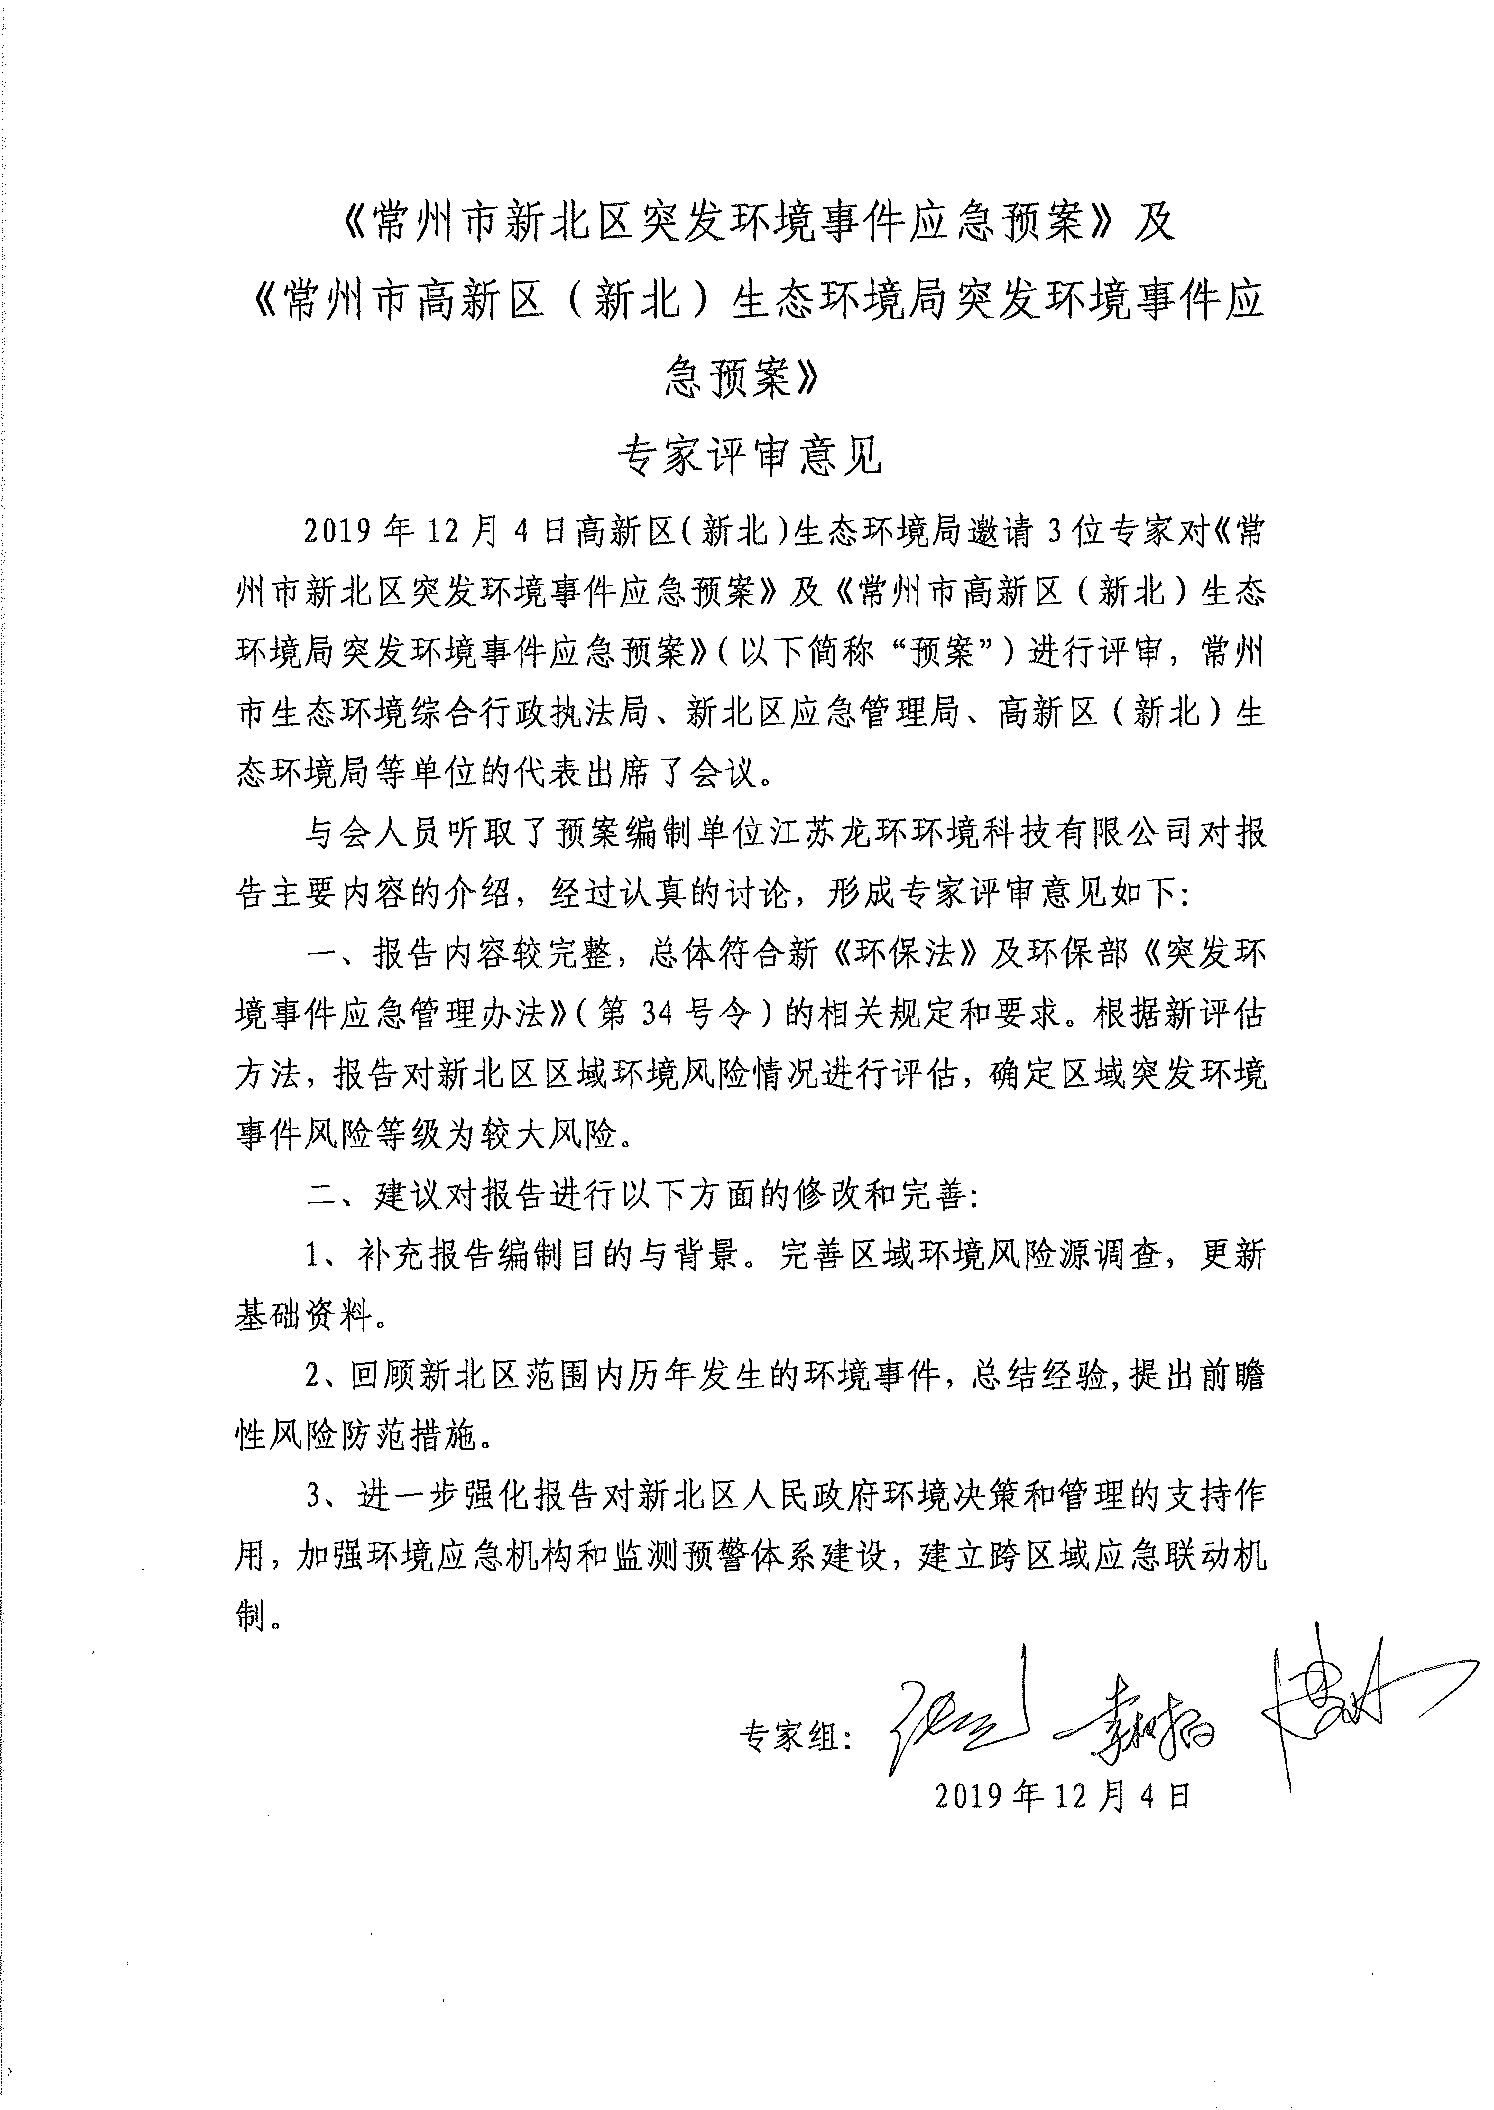 《常州市新北区突发环境事件应急预案》及
《常州市高新区（新北）生态环境局突发环境事件应
急预案》
专家评审意见
2019 年 12 月 4 日高新区（新北）生态环境局邀请 3 位专家对《常
州市新北区突发环境事件应急预案》及《常州市高新区（新北）生态
环境局突发环境事件应急预案》（以下简称“预案”）进行评审，常州
市生态环境综合行政执法局、新北区应急管理局、高新区（新北）生
态环境局等单位的代表出席了会议。
与会人员听取了预案编制单位江苏龙环环境科技有限公司对报
告主要内容的介绍，经过认真的讨论，形成专家评审意见如下：
一、报告内容较完整，总体符合新《环保法》及环保部《突发环
境事件应急管理办法》（第 34 号令）的相关规定和要求。根据新评估
方法，报告对新北区区域环境风险情况进行评估，确定区域突发环境
事件风险等级为较大风险。
二、建议对报告进行以下方面的修改和完善：
1、补充报告编制目的与背景。完善区域环境风险源调查，更新
基础资料。
2、回顾新北区范围内历年发生的环境事件，总结经验，提出前瞻
性风险防范措施。
3、进一步强化报告对新北区人民政府环境决策和管理的支持作
用，加强环境应急机构和监测预警体系建设，建立跨区域应急联动机
制。
专家组：
2019 年 12 月 4 日